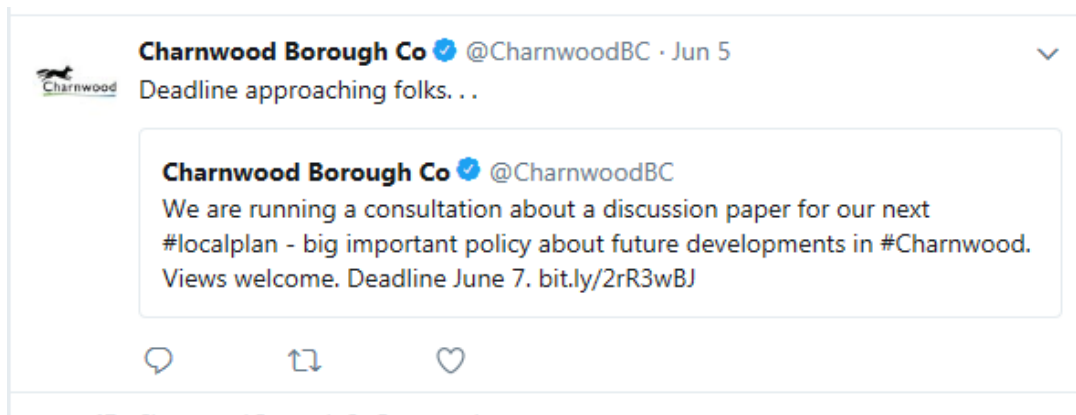 Charnwood Borough Co @CharnwoodBC · Jun 5
Charnwood
Deadline approaching folks. . .
Charnwood Borough Co @CharnwoodBC
We are running a consultation about a discussion paper for our next
#localplan - big important policy about future developments in #Charnwood.
Views welcome. Deadline June 7. bit.ly/2rR3wBJ